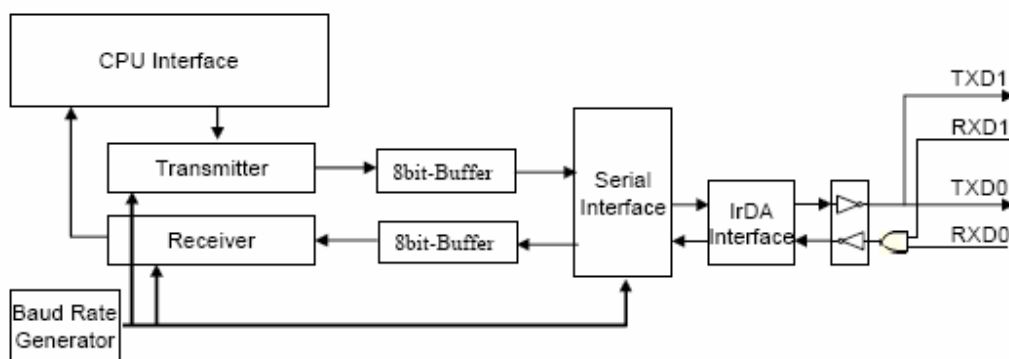 CPU Interface
TXD1
RXD1
Transmitter
8bit-Buffer
Serial
Interface
IrDA
Interface
TXD0
RXD0
Receiver
8bit-Buffer
Baud Rate
Generator